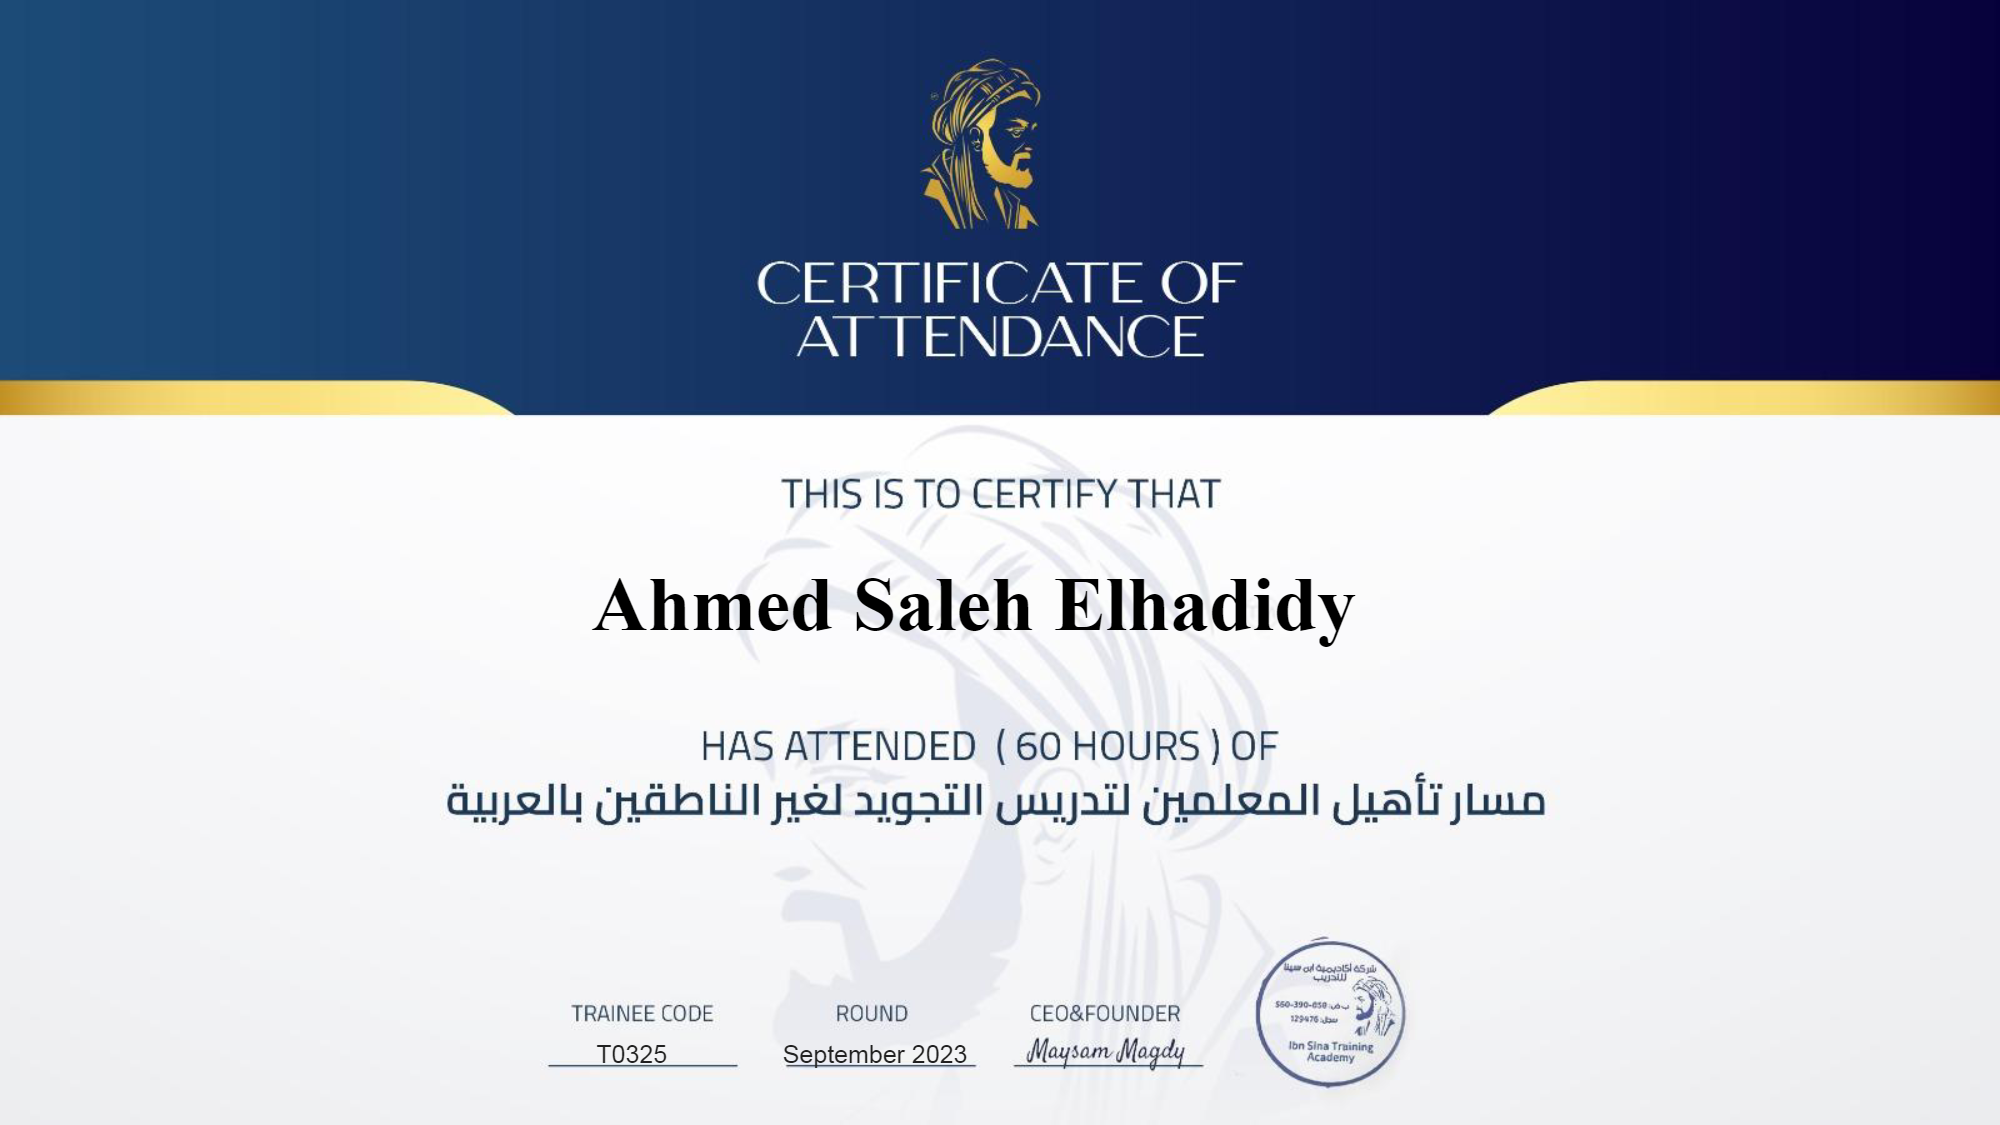 CERTIFICATE OF
ATTENDANCE
THIS IS TO CERTIFY THAT
Ahmed Saleh Elhadidy
HAS ATTENDED ( 60 HOURS ) OF
مسار تأهيل المعلمين لتدريس التجويد لغير الناطقين بالعربية
TRAINEE CODE
T0325
ROUND
September 2023
CEO&FOUNDER
Maysam Magdy
شركة أكاديمية ابن سينا
للتدريب
ب.ض: 560-390-858
سجل: 129476
Ibn Sina Training
Academy